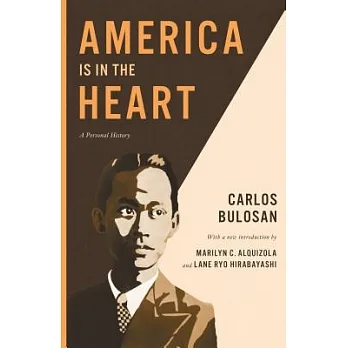 AMERICA
IS IN THE
HEART
A Personal History
CARLOS
BULOSAN
With a new introduction by
MARILYN C. ALQUIZOLA
and LANE RYO HIRABAYASHI